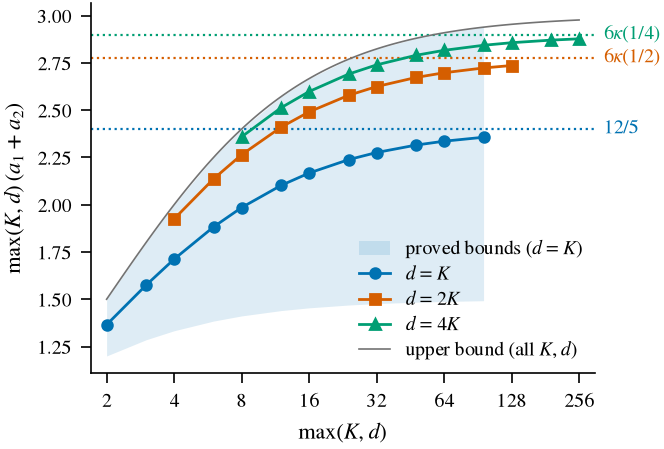 max(K, d) (a₁ + a₂)
3.00
2.75
2.50
2.25
2.00
1.75
1.50
1.25
6κ(1/4)
6κ(1/2)
12/5
proved bounds (d = K)
d = K
d = 2K
d = 4K
upper bound (all K, d)
2 4 8 16 32 64 128 256
max(K, d)